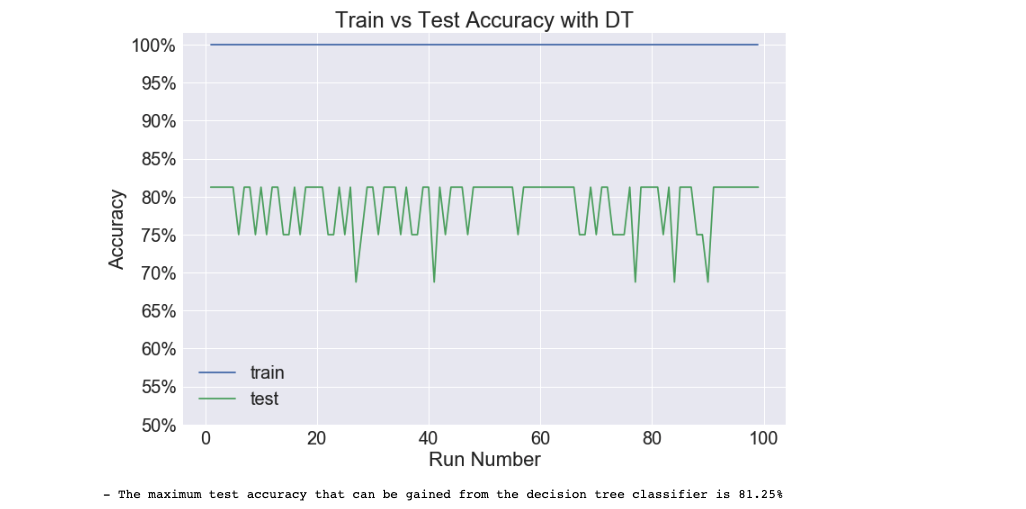 Train vs Test Accuracy with DT
100%
95%
90%
85%
80%
75%
70%
65%
60%
55%
50%
Accuracy
train
test
0 20 40 60 80 100
Run Number
- The maximum test accuracy that can be gained from the decision tree classifier is 81.25%